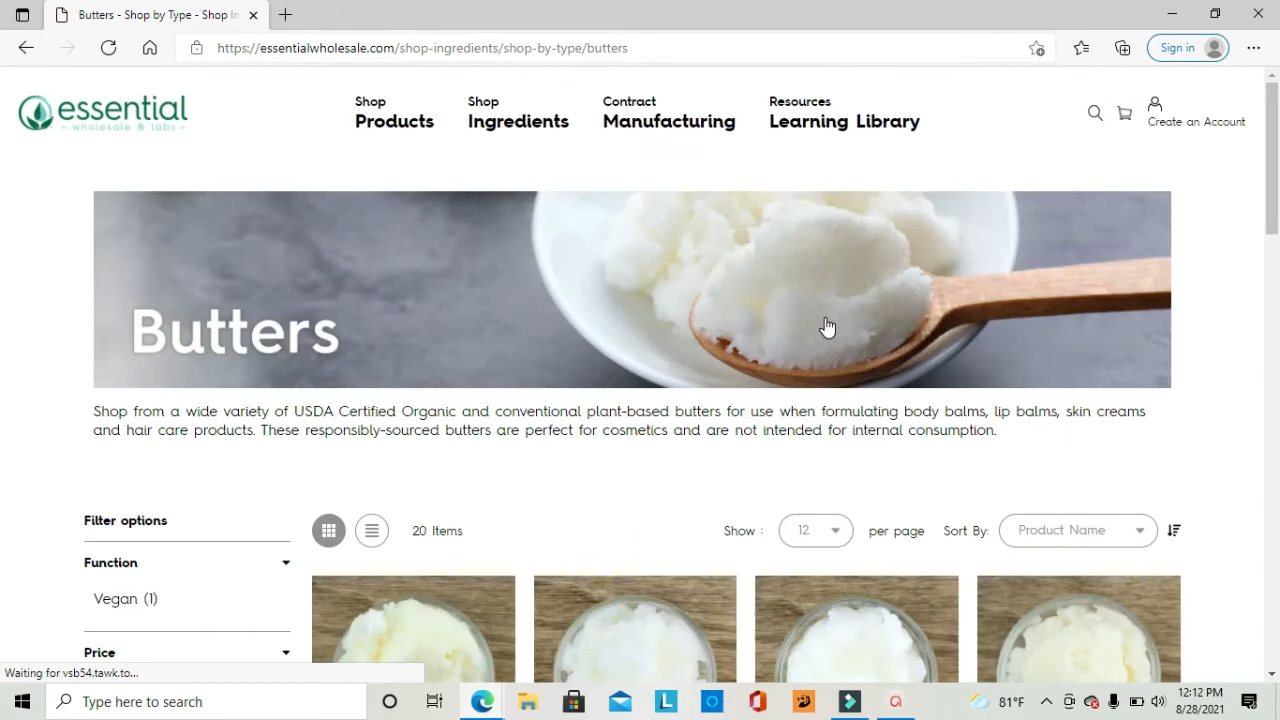 Butters - Shop by Type - Shop In
https://essentialwholesale.com/shop-ingredients/shop-by-type/butters
Sign in
essential
- wholesale & labs -
Shop
Products
Shop
Ingredients
Contract
Manufacturing
Resources
Learning Library
Create an Account
Butters
Shop from a wide variety of USDA Certified Organic and conventional plant-based butters for use when formulating body balms, lip balms, skin creams
and hair care products. These responsibly-sourced butters are perfect for cosmetics and are not intended for internal consumption.
Filter options
20 Items
Show :
12
per page
Sort By:
Product Name
Function
Vegan (1)
Price
Waiting for vsb54.tawk.to...
Type here to search
L
81°F
12:12 PM
8/28/2021